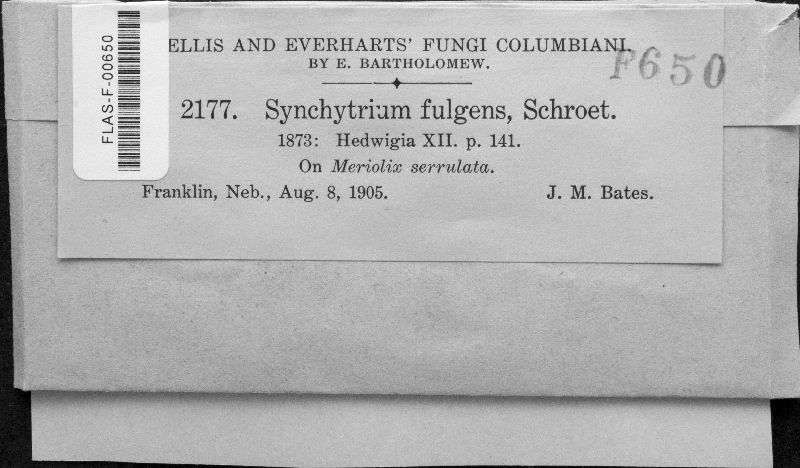 ELLIS AND EVERHARTS' FUNGI COLUMBIANI.
BY E. BARTHOLOMEW.
F650
2177. Synchytrium fulgens, Schroet.
1873: Hedwigia XII. p. 141.
On Meriolix serrulata.
Franklin, Neb., Aug. 8, 1905. J. M. Bates.
FLAS-F-00650